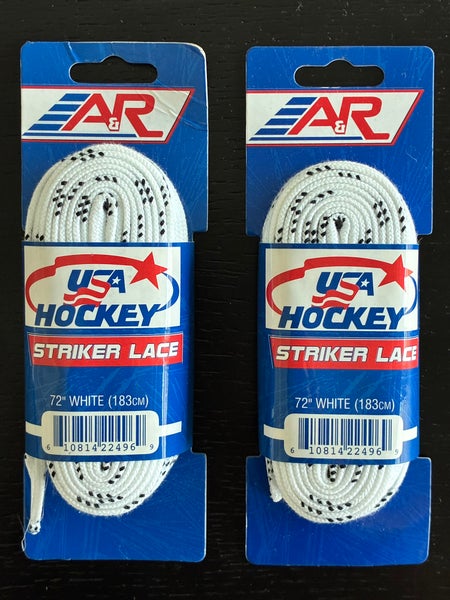 A&R
USA
HOCKEY
STRIKER LACE
72" WHITE (183CM)
6 10814 22496 9
A&R
USA
HOCKEY
STRIKER LACE
72" WHITE (183CM)
6 10814 22496 9